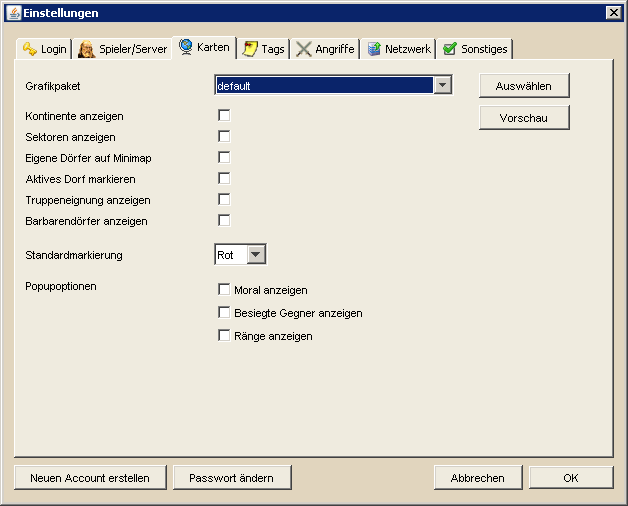 Einstellungen
Login Spieler/Server Karten Tags Angriffe Netzwerk Sonstiges
Grafikpaket default Auswählen
Vorschau
Kontinente anzeigen
Sektoren anzeigen
Eigene Dörfer auf Minimap
Aktives Dorf markieren
Truppeneignung anzeigen
Barbarendörfer anzeigen
Standardmarkierung Rot
Popupoptionen Moral anzeigen
Besiegte Gegner anzeigen
Ränge anzeigen
Neuen Account erstellen Passwort ändern Abbrechen OK